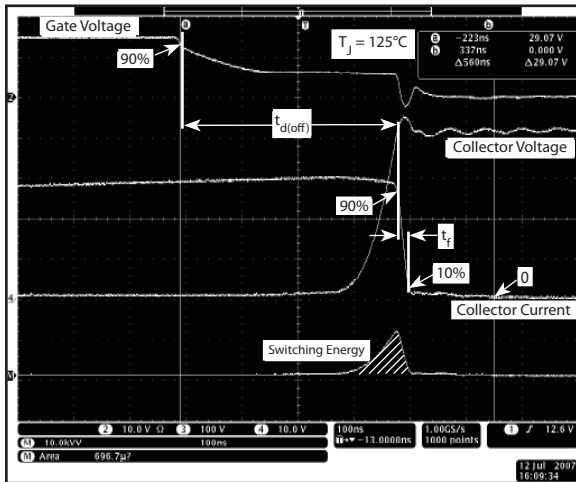 Gate Voltage
90%
T_J = 125°C
a
T
b
a -223ns 29.07 V
b 337ns 0.000 V
Δ560ns Δ29.07 V
2
t_d(off)
Collector Voltage
90%
t_f
10%
0
Collector Current
Switching Energy
M
2 10.0 V Ω 3 100 V 4 10.0 V
M 10.0kVV 100ns
M Area 696.7µ?
100ns
T→▼ -13.0000ns
1.00GS/s
1000 points
1 ʃ 12.6 V
12 Jul 2007
16:09:34